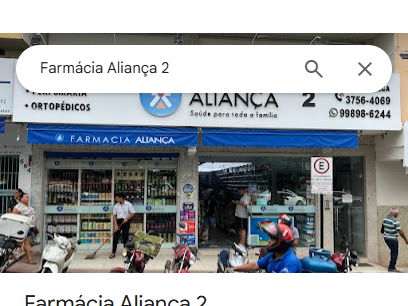 Farmácia Aliança 2
• PERFUMARIA
• ORTOPÉDICOS
ALIANÇA 2
Saúde para toda a família
3756-4069
99898-6244
FARMACIA ALIANÇA
E
Farmácia Aliança 2